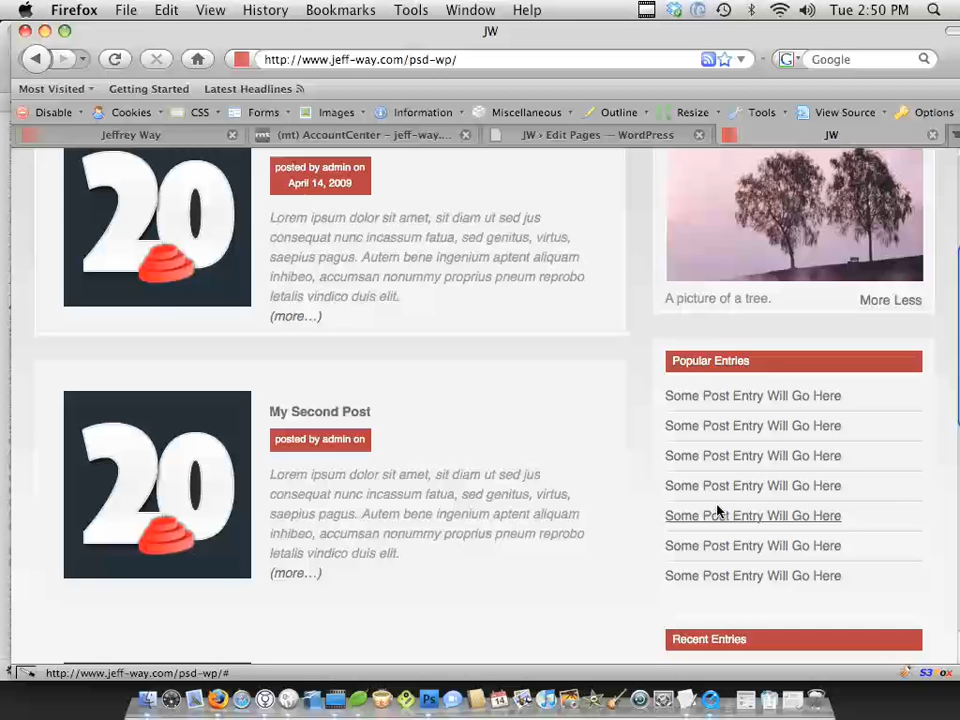 Firefox File Edit View History Bookmarks Tools Window Help Tue 2:50 PM
JW
http://www.jeff-way.com/psd-wp/ Google
Most Visited Getting Started Latest Headlines
Disable Cookies CSS Forms Images Information Miscellaneous Outline Resize Tools View Source Options
Jeffrey Way (mt) AccountCenter – jeff-way.... JW › Edit Pages — WordPress JW
20
posted by admin on
April 14, 2009
Lorem ipsum dolor sit amet, sit diam ut sed jus
consequat nunc incassum fatua, sed genitus, virtus,
saepius pagus. Autem bene ingenium aptent aliquam
inhibeo, accumsan nonummy proprius pneum reprobo
letalis vindico duis elit.
(more…)
A picture of a tree. More Less
20
My Second Post
posted by admin on
Lorem ipsum dolor sit amet, sit diam ut sed jus
consequat nunc incassum fatua, sed genitus, virtus,
saepius pagus. Autem bene ingenium aptent aliquam
inhibeo, accumsan nonummy proprius pneum reprobo
letalis vindico duis elit.
(more…)
Popular Entries
Some Post Entry Will Go Here
Some Post Entry Will Go Here
Some Post Entry Will Go Here
Some Post Entry Will Go Here
Some Post Entry Will Go Here
Some Post Entry Will Go Here
Some Post Entry Will Go Here
Recent Entries
http://www.jeff-way.com/psd-wp/# S3Fox